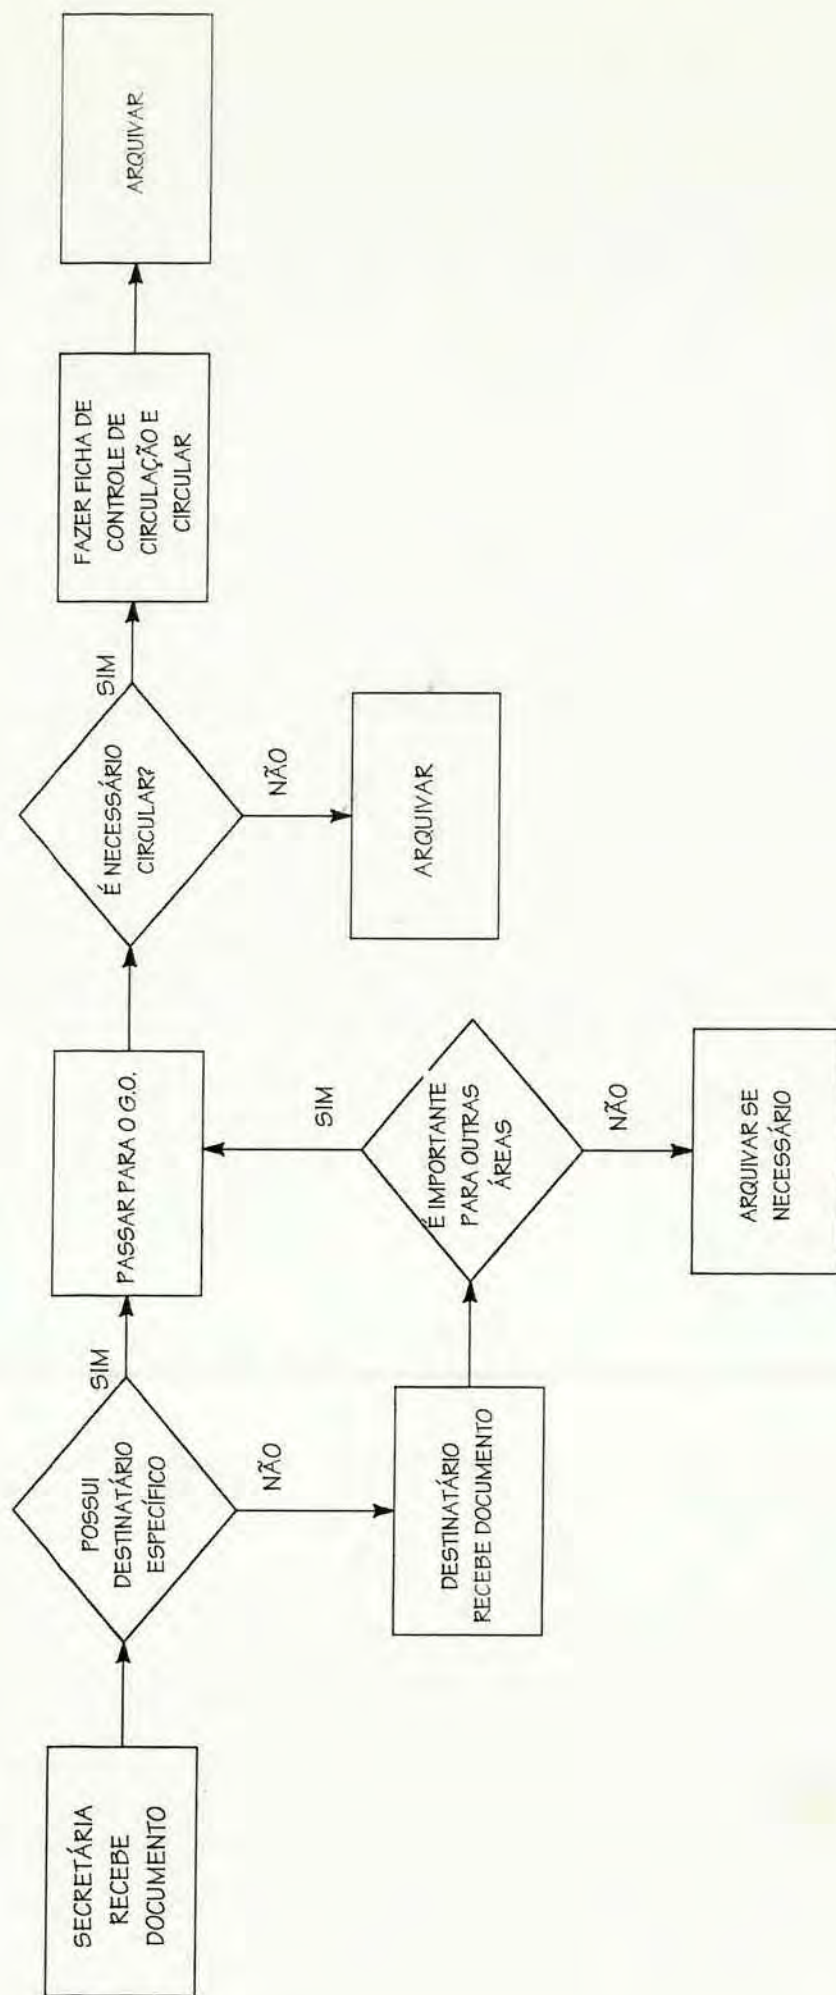 SECRETÁRIA
RECEBE
DOCUMENTO
POSSUI
DESTINATÁRIO
ESPECÍFICO
SIM
NÃO
PASSAR PARA O G.O.
É NECESSÁRIO
CIRCULAR?
SIM
NÃO
FAZER FICHA DE
CONTROLE DE
CIRCULAÇÃO E
CIRCULAR
ARQUIVAR
ARQUIVAR
DESTINATÁRIO
RECEBE DOCUMENTO
É IMPORTANTE
PARA OUTRAS
ÁREAS
SIM
NÃO
ARQUIVAR SE
NECESSÁRIO